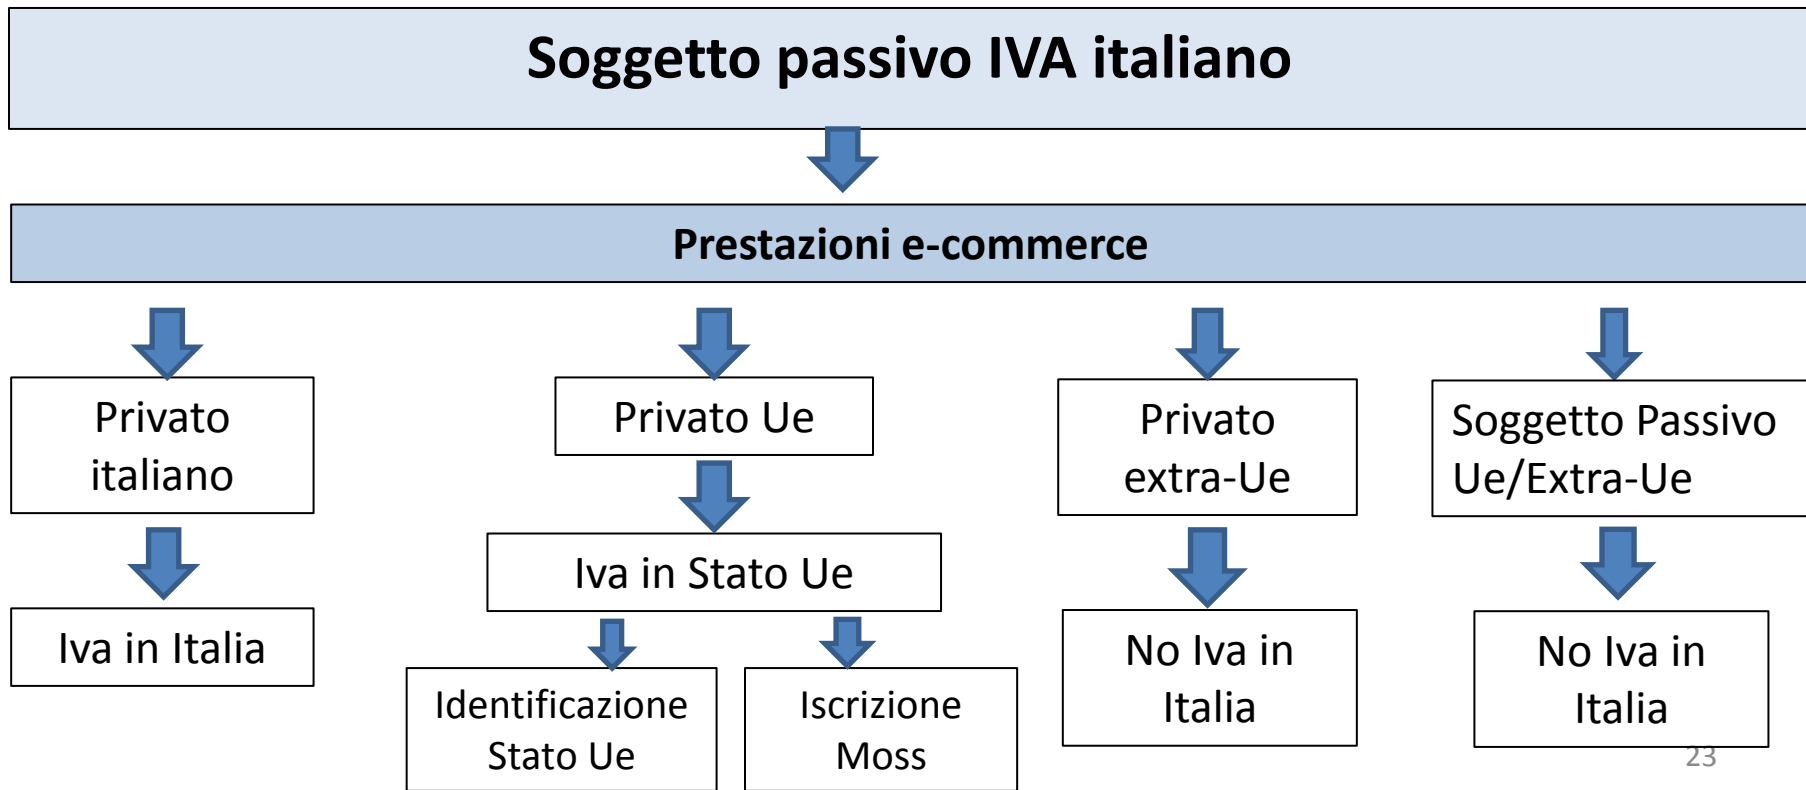 Soggetto passivo IVA italiano
Prestazioni e-commerce
Privato
italiano
Iva in Italia
Privato Ue
Iva in Stato Ue
Identificazione
Stato Ue
Iscrizione
Moss
Privato
extra-Ue
No Iva in
Italia
Soggetto Passivo
Ue/Extra-Ue
No Iva in
Italia
23